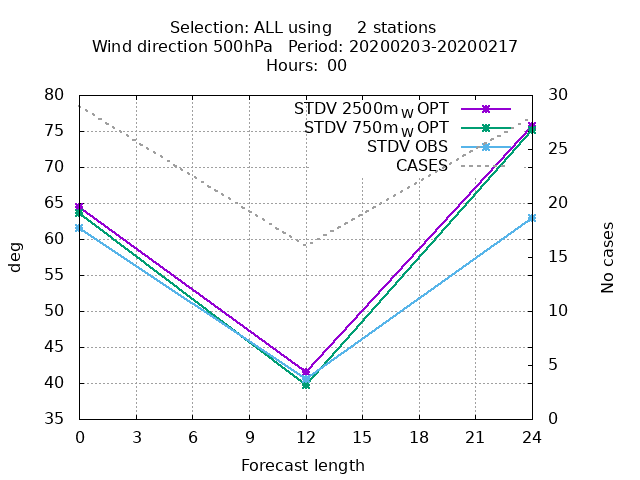 Selection: ALL using     2 stations
Wind direction 500hPa   Period: 20200203-20200217
Hours: 00
STDV 2500m_W OPT
STDV 750m_W OPT
STDV OBS
CASES
80
75
70
65
60
55
50
45
40
35
deg
30
25
20
15
10
5
0
No cases
0 3 6 9 12 15 18 21 24
Forecast length